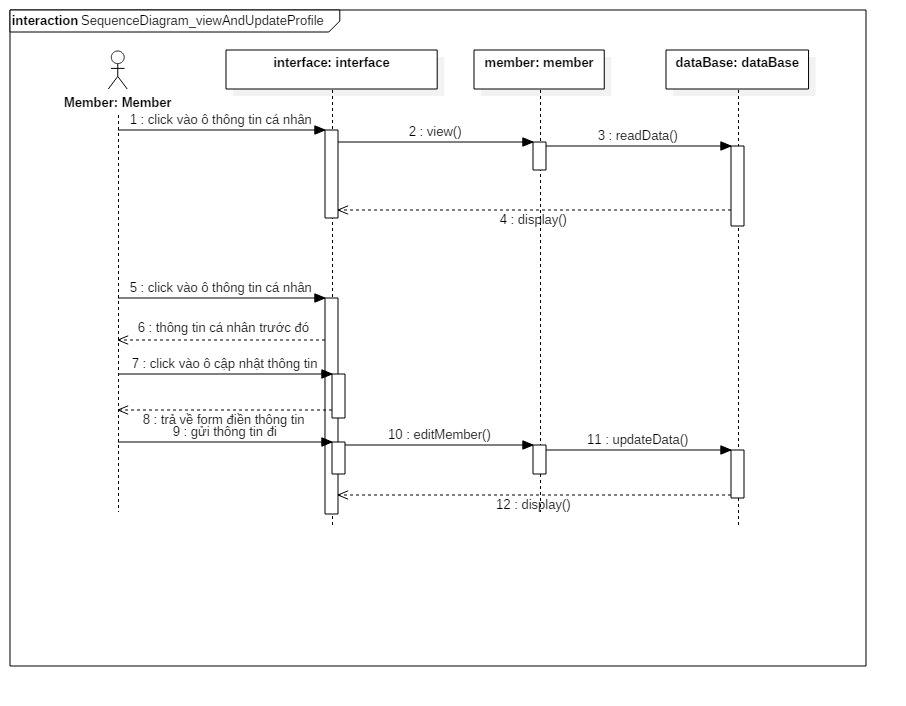 interaction SequenceDiagram_viewAndUpdateProfile
interface: interface
member: member
dataBase: dataBase
Member: Member
1 : click vào ô thông tin cá nhân
2 : view()
3 : readData()
4 : display()
5 : click vào ô thông tin cá nhân
6 : thông tin cá nhân trước đó
7 : click vào ô cập nhật thông tin
8 : trả về form điền thông tin
9 : gửi thông tin đi
10 : editMember()
11 : updateData()
12 : display()